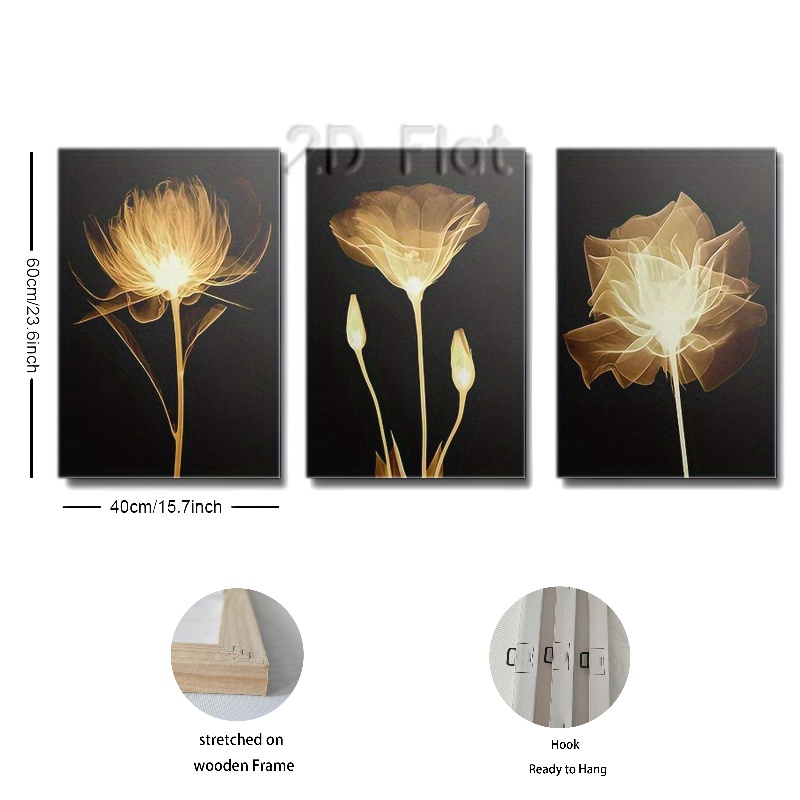 2D Flat
60cm/23.6inch
40cm/15.7inch
stretched on
wooden Frame
Hook
Ready to Hang